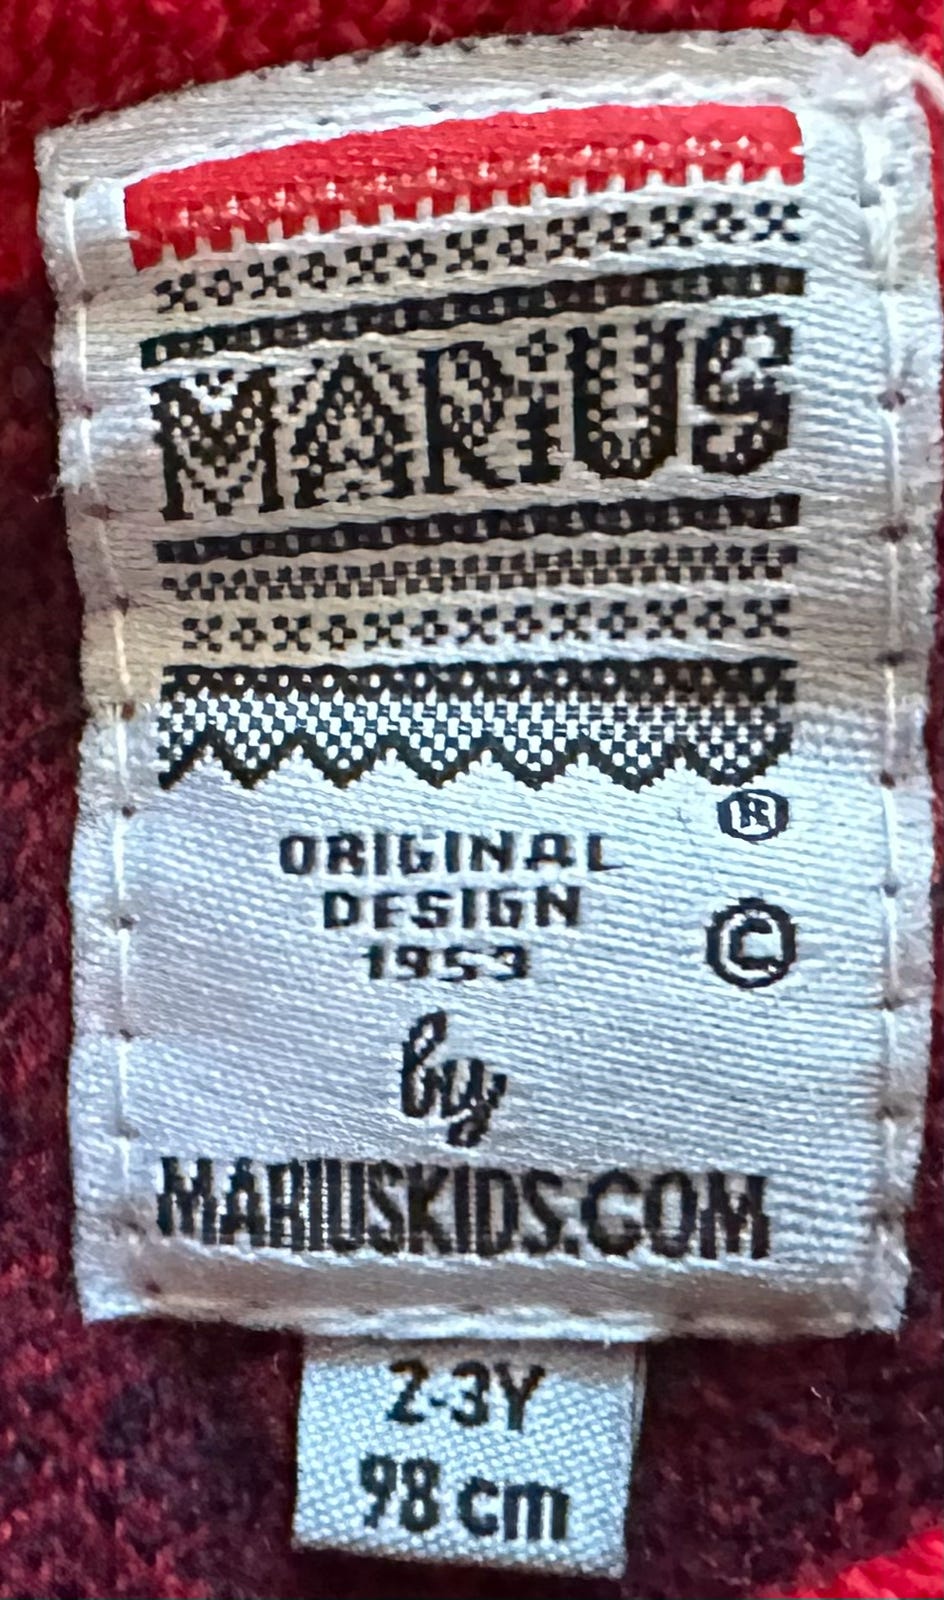 MARIUS
®
ORIGINAL
DESIGN
1953
©
by
MARIUSKIDS.COM
2-3Y
98 cm